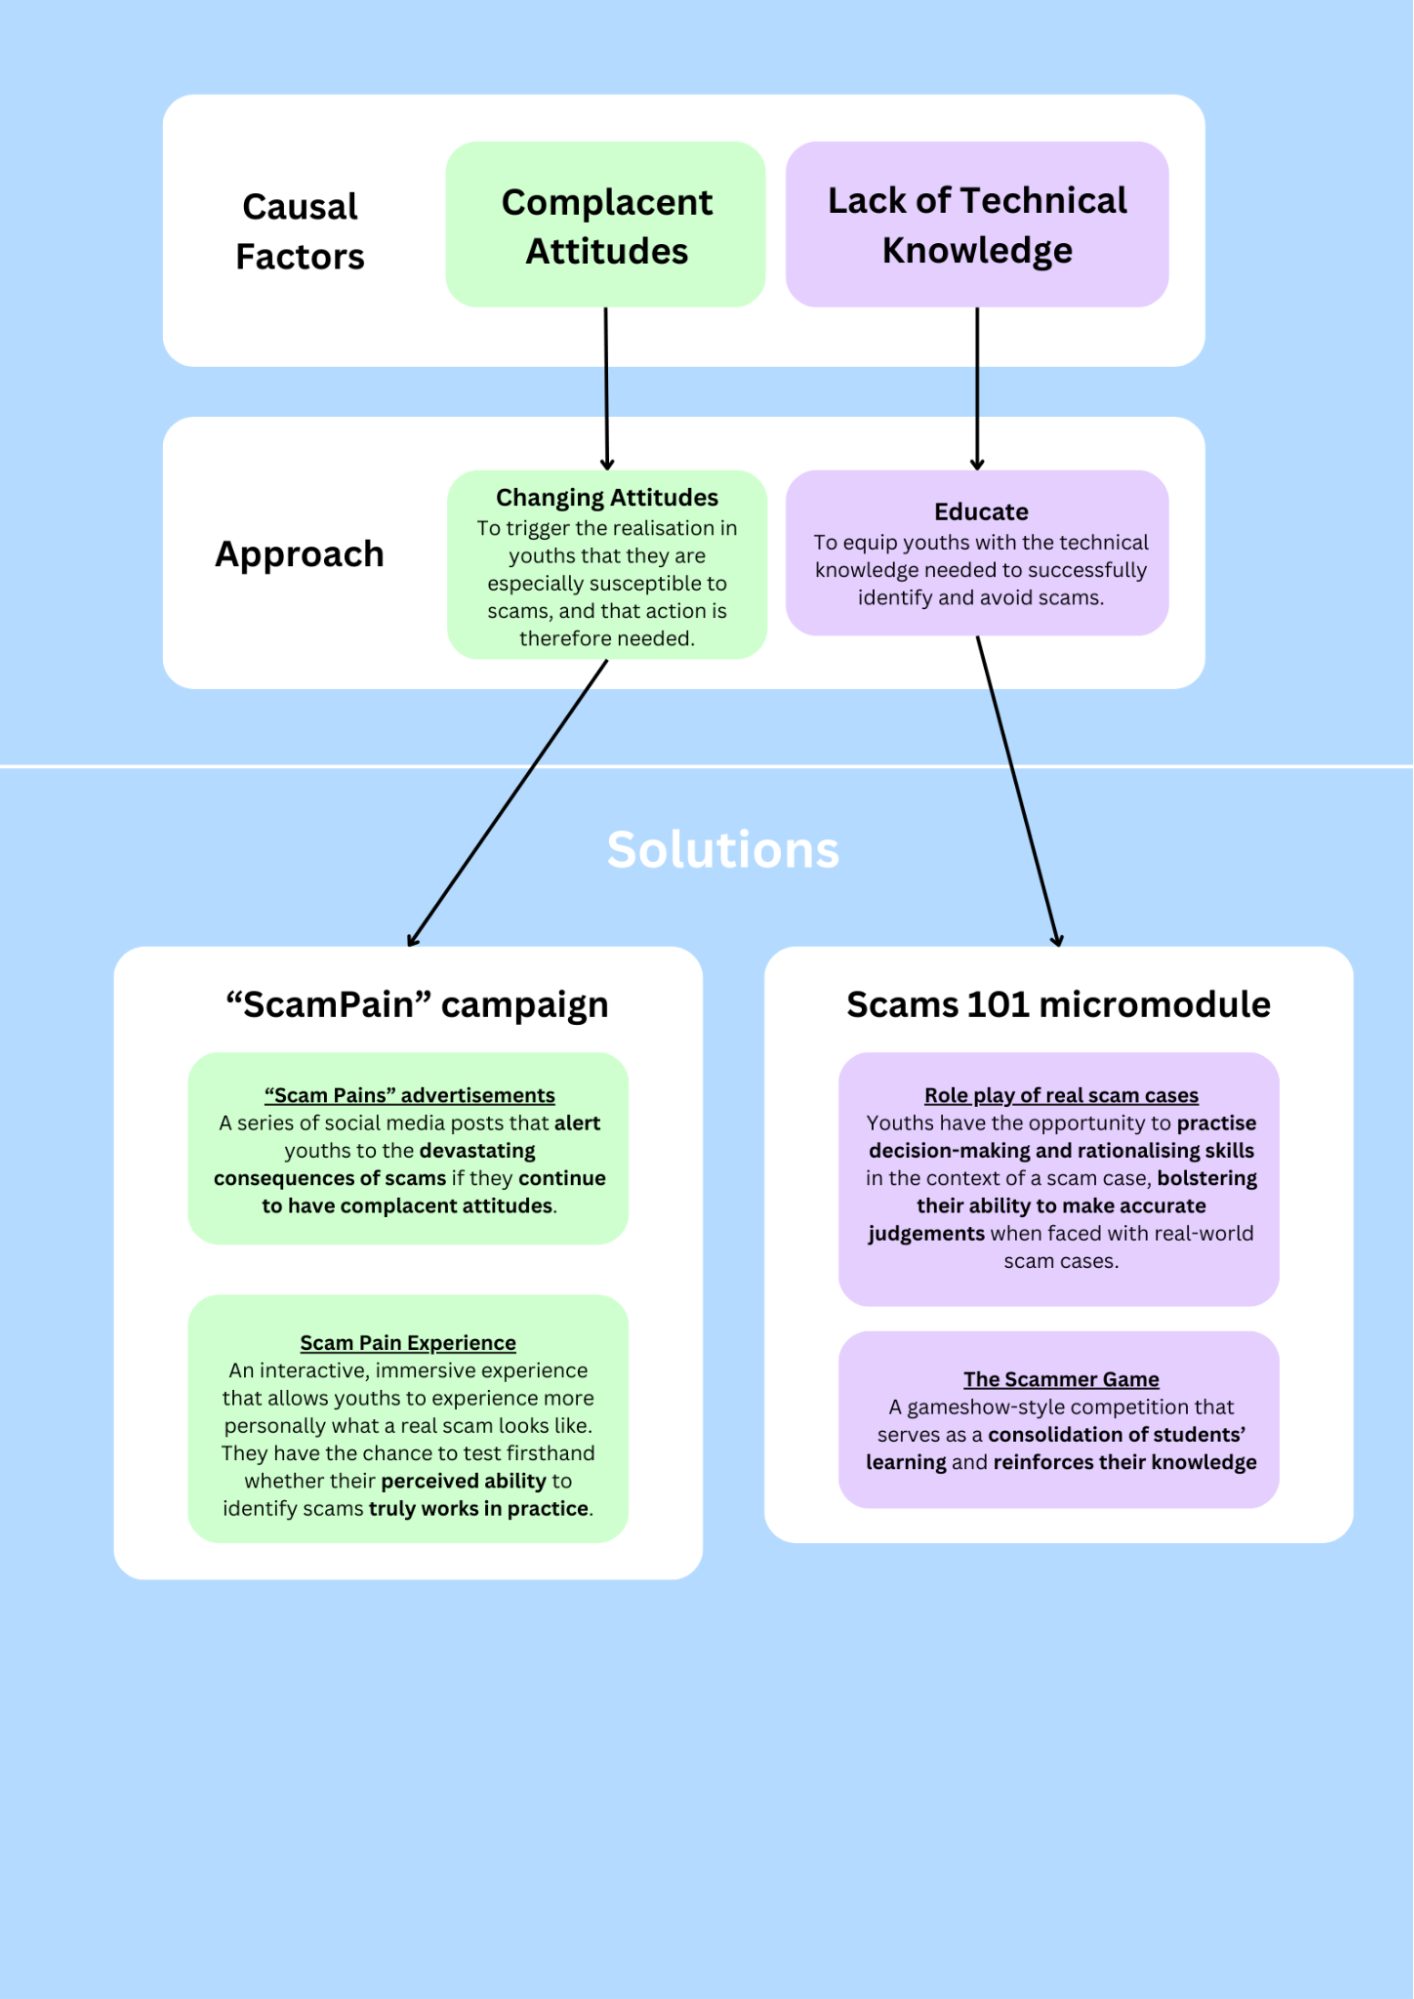 Causal
Factors
Complacent
Attitudes
Lack of Technical
Knowledge
Approach
Changing Attitudes
To trigger the realisation in
youths that they are
especially susceptible to
scams, and that action is
therefore needed.
Educate
To equip youths with the technical
knowledge needed to successfully
identify and avoid scams.
Solutions
“ScamPain” campaign
“Scam Pains” advertisements
A series of social media posts that alert
youths to the devastating
consequences of scams if they continue
to have complacent attitudes.
Scam Pain Experience
An interactive, immersive experience
that allows youths to experience more
personally what a real scam looks like.
They have the chance to test firsthand
whether their perceived ability to
identify scams truly works in practice.
Scams 101 micromodule
Role play of real scam cases
Youths have the opportunity to practise
decision-making and rationalising skills
in the context of a scam case, bolstering
their ability to make accurate
judgements when faced with real-world
scam cases.
The Scammer Game
A gameshow-style competition that
serves as a consolidation of students’
learning and reinforces their knowledge